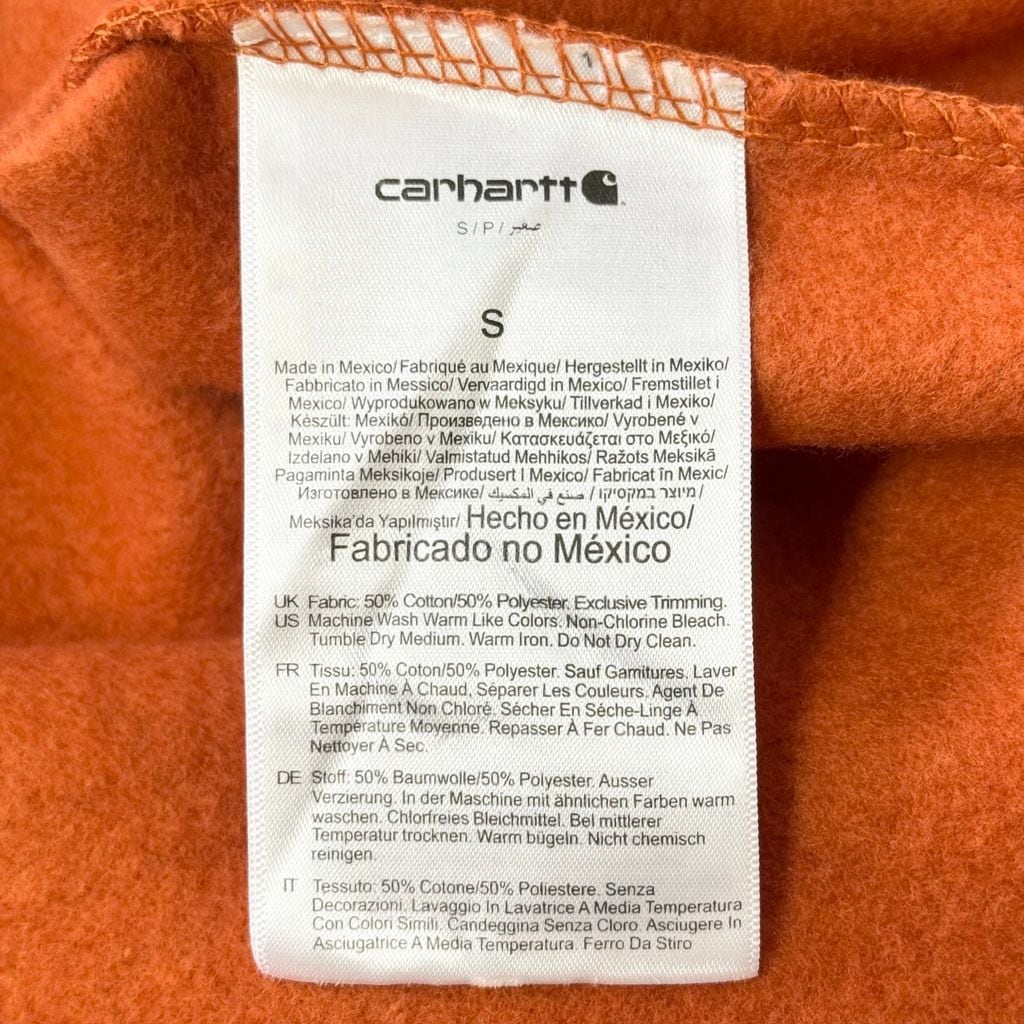 carhartt
S/P/صغير
S
Made in Mexico/ Fabriqué au Mexique/ Hergestellt in Mexiko/
Fabbricato in Messico/ Vervaardigd in Mexico/ Fremstillet i
Mexico/ Wyprodukowano w Meksyku/ Tillverkad i Mexiko/
Készült: Mexikó/ Произведено в Мексико/ Vyrobené v
Mexiku/ Vyrobeno v Mexiku/ Κατασκευάζεται στο Μεξικό/
Izdelano v Mehiki/ Valmistatud Mehhikos/ Ražots Meksikā
Pagaminta Meksikoje/ Produsert I Mexico/ Fabricat în Mexic/
Изготовлено в Мексике/ صنع في المكسيك / מיוצר במקסיקו/
Meksika'da Yapılmıştır/ Hecho en México/
Fabricado no México
UK Fabric: 50% Cotton/50% Polyester. Exclusive Trimming.
US Machine Wash Warm Like Colors. Non-Chlorine Bleach.
Tumble Dry Medium. Warm Iron. Do Not Dry Clean.
FR Tissu: 50% Coton/50% Polyester. Sauf Garnitures. Laver
En Machine À Chaud, Séparer Les Couleurs. Agent De
Blanchiment Non Chloré. Sécher En Séche-Linge À
Température Moyenne. Repasser À Fer Chaud. Ne Pas
Nettoyer À Sec.
DE Stoff: 50% Baumwolle/50% Polyester. Ausser
Verzierung. In der Maschine mit ähnlichen Farben warm
waschen. Chlorfreies Bleichmittel. Bei mittlerer
Temperatur trocknen. Warm bügeln. Nicht chemisch
reinigen.
IT Tessuto: 50% Cotone/50% Poliestere. Senza
Decorazioni. Lavaggio In Lavatrice A Media Temperatura
Con Colori Simili. Candeggina Senza Cloro. Asciugere In
Asciugatrice A Media Temperatura. Ferro Da Stiro